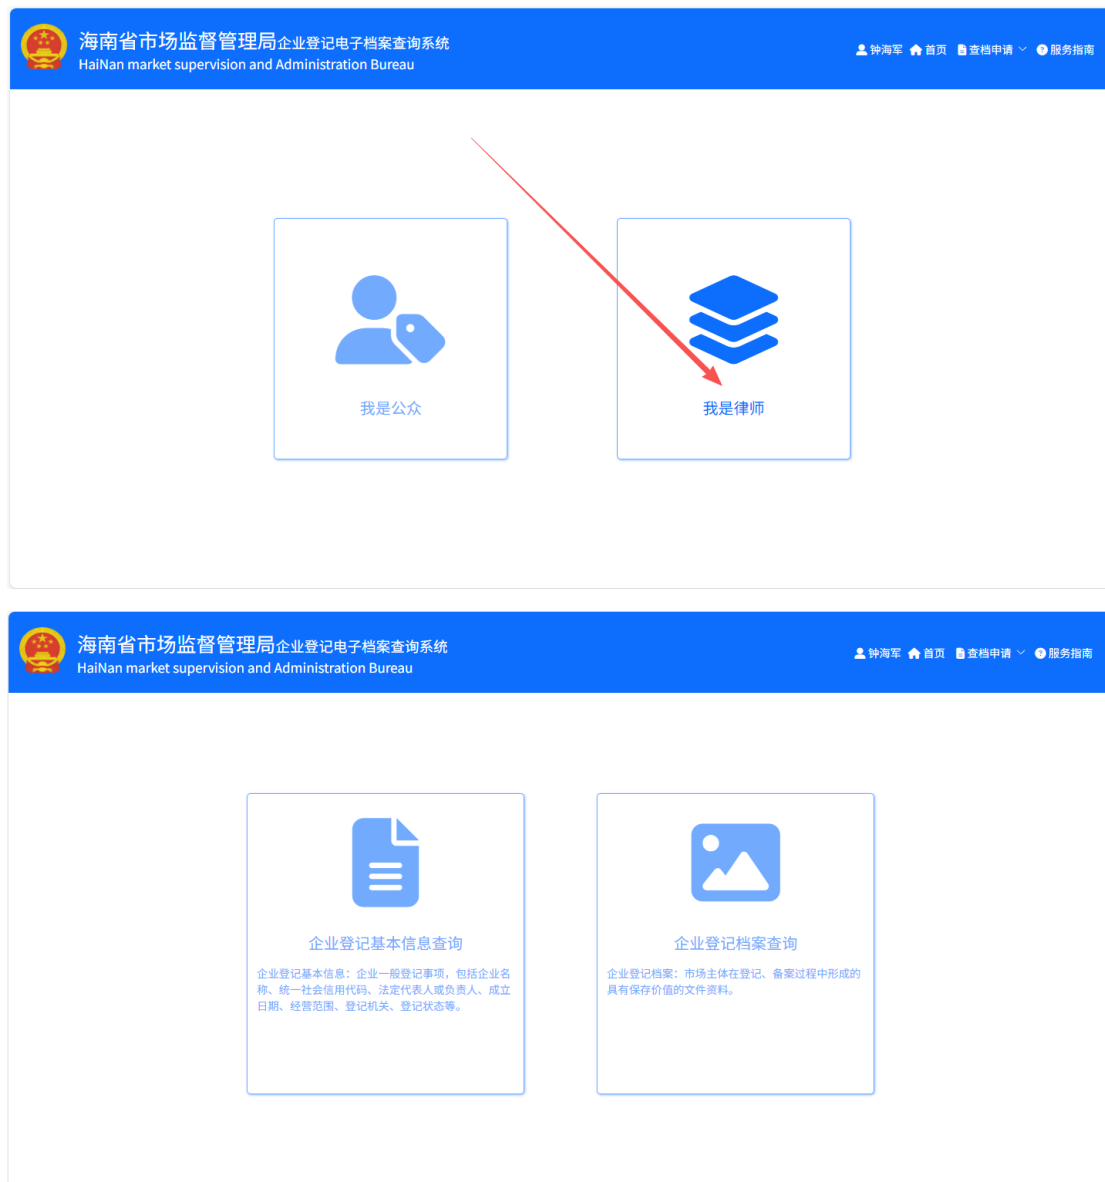 海南省市场监督管理局企业登记电子档案查询系统
HaiNan market supervision and Administration Bureau
钟海军 首页 查档申请 服务指南
我是公众
我是律师
海南省市场监督管理局企业登记电子档案查询系统
HaiNan market supervision and Administration Bureau
钟海军 首页 查档申请 服务指南
企业登记基本信息查询
企业登记基本信息：企业一般登记事项，包括企业名
称、统一社会信用代码、法定代表人或负责人、成立
日期、经营范围、登记机关、登记状态等。
企业登记档案查询
企业登记档案：市场主体在登记、备案过程中形成的
具有保存价值的文件资料。